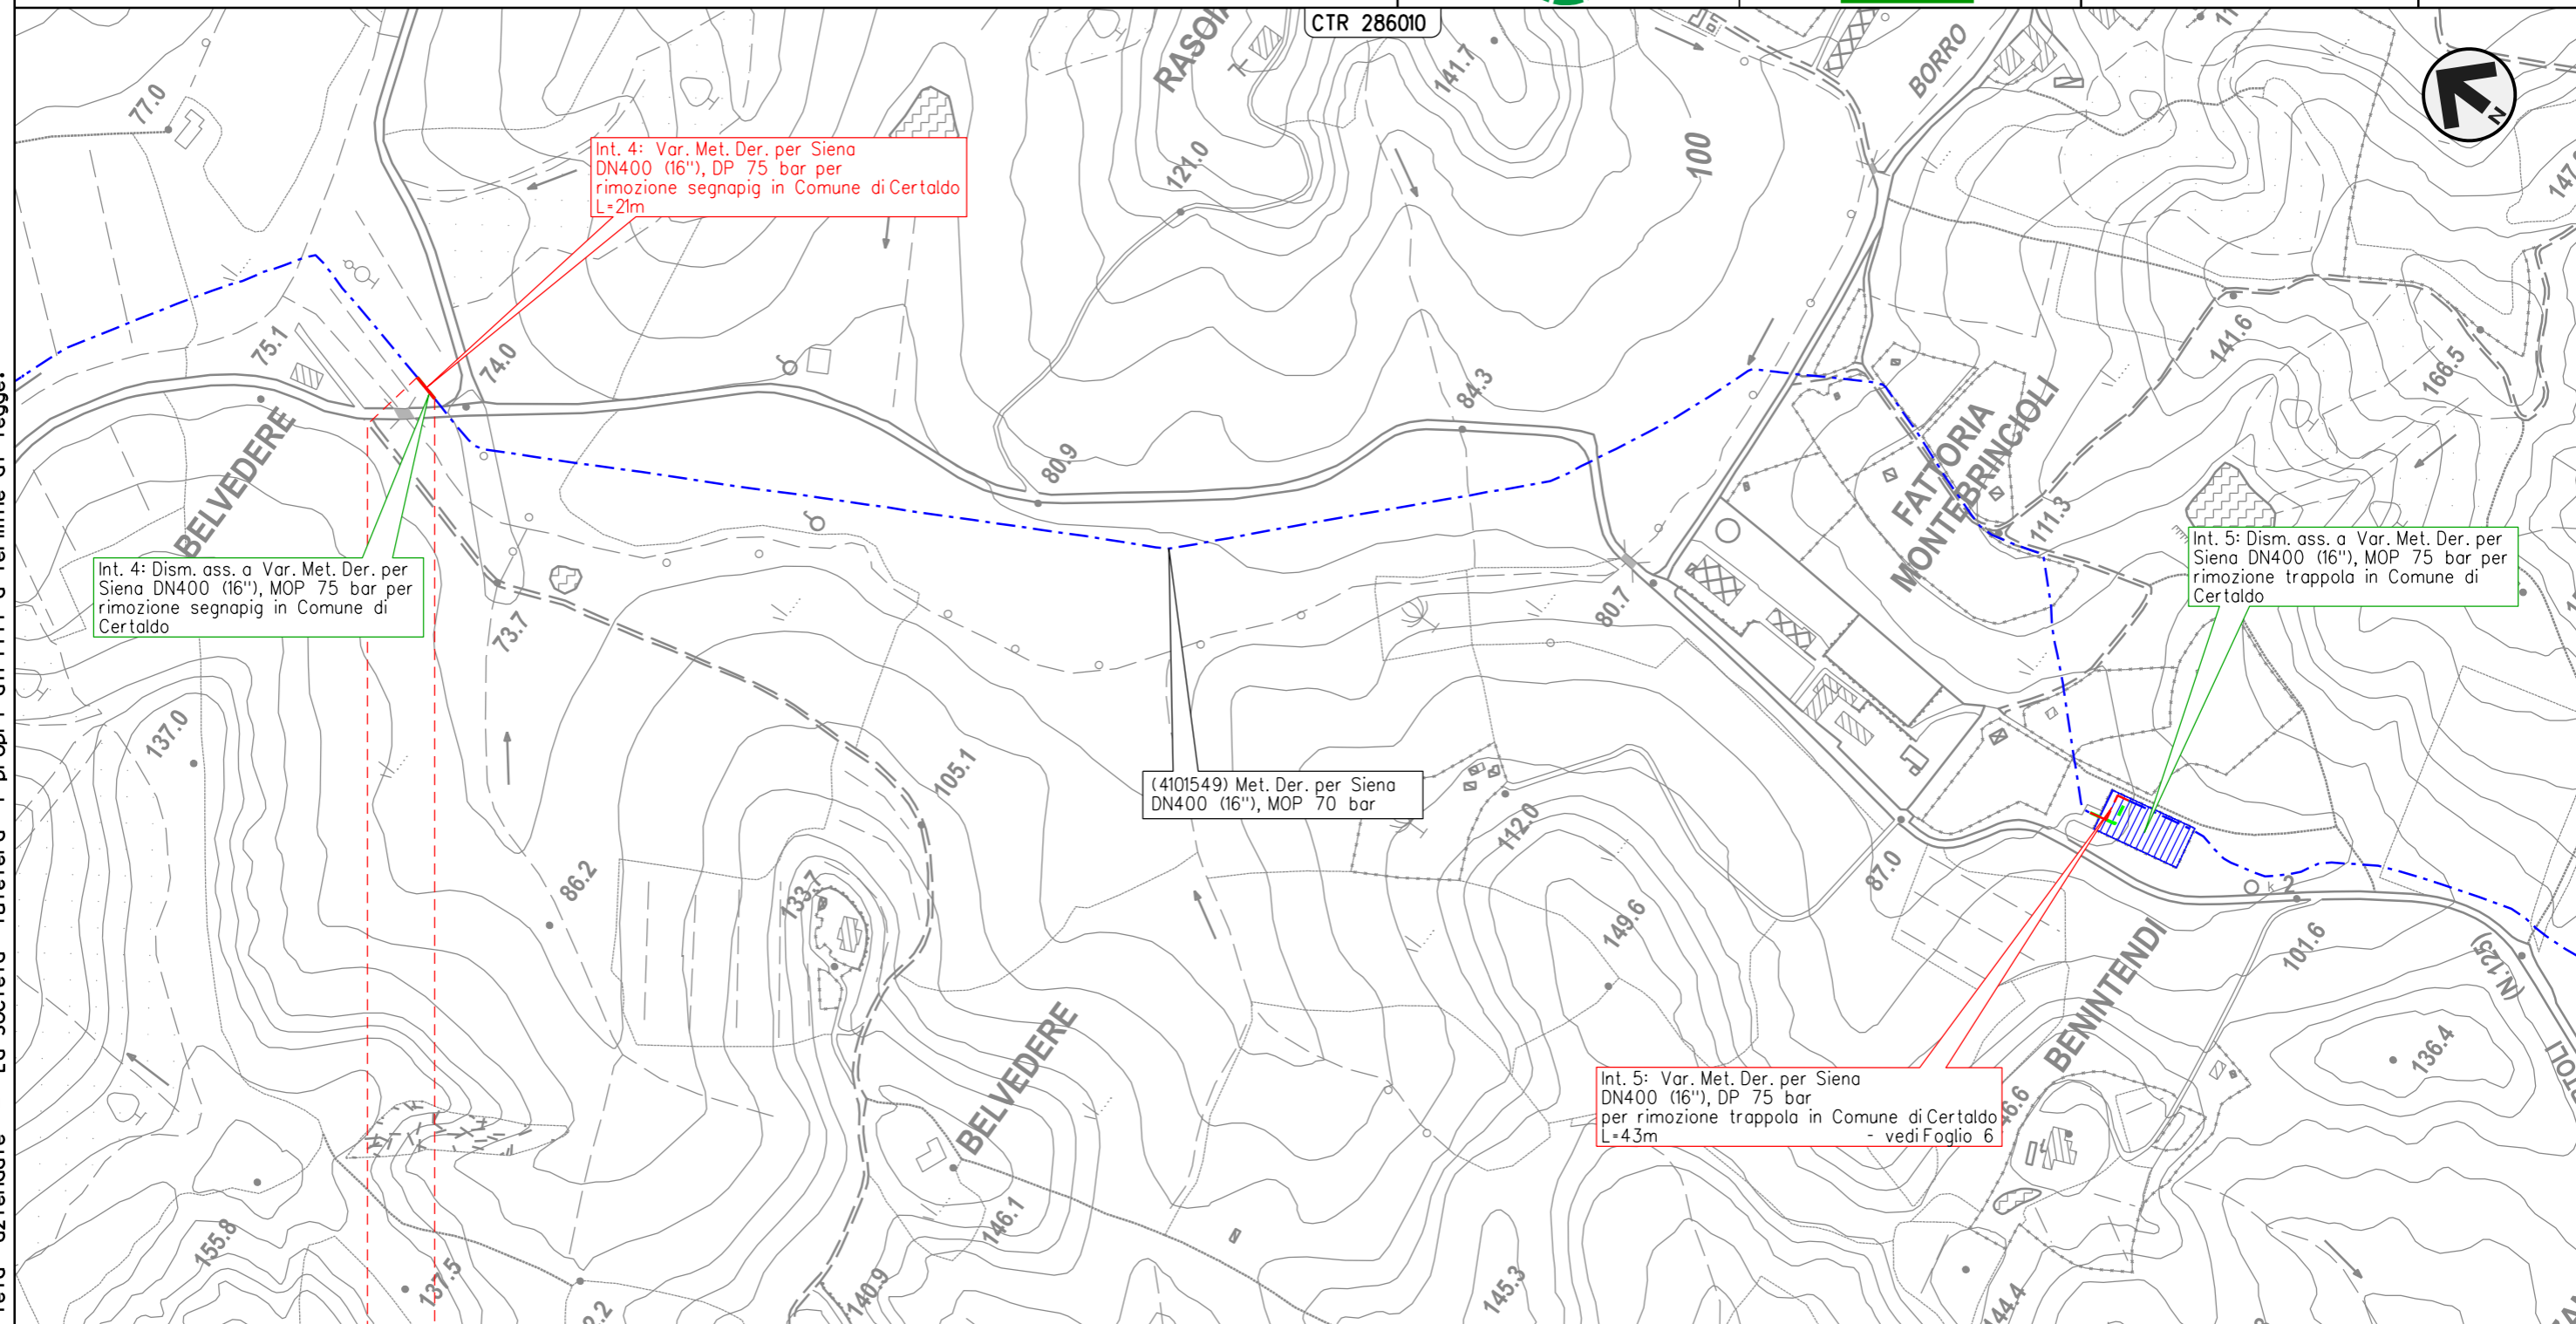 CTR 286010
RASOIA
BORRO
N
77.0
141.7
121.0
100
Int. 4: Var. Met. Der. per Siena
DN400 (16"), DP 75 bar per
rimozione segnapig in Comune di Certaldo
L=21m
75.1
74.0
84.3
80.9
141.6
166.5
BELVEDERE
FATTORIA
MONTEBRINCIOLI
111.3
Int. 4: Dism. ass. a Var. Met. Der. per
Siena DN400 (16"), MOP 75 bar per
rimozione segnapig in Comune di
Certaldo
Int. 5: Dism. ass. a Var. Met. Der. per
Siena DN400 (16"), MOP 75 bar per
rimozione trappola in Comune di
Certaldo
73.7
80.7
137.0
105.1
(4101549) Met. Der. per Siena
DN400 (16"), MOP 70 bar
112.0
86.2
133.7
87.0
k 2
149.6
101.6
(N.125)
BENINTENDI
BELVEDERE
136.4
Int. 5: Var. Met. Der. per Siena
DN400 (16"), DP 75 bar
per rimozione trappola in Comune di Certaldo
L=43m - vedi Foglio 6
155.8
137.5
146.1
140.9
145.3